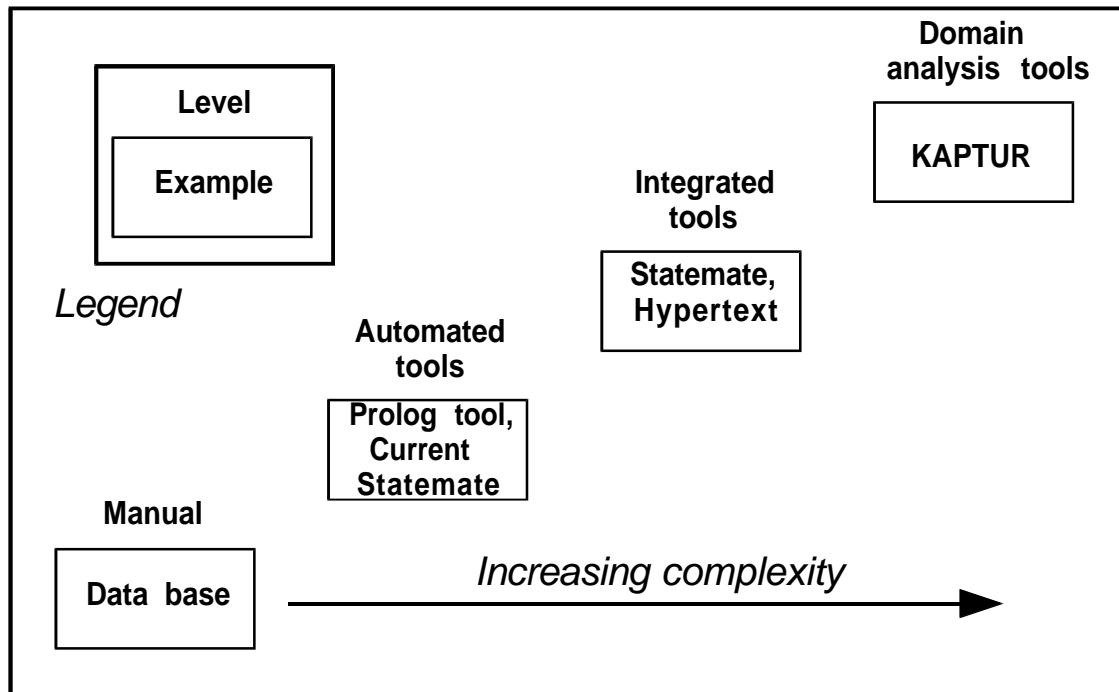 Domain
analysis tools
KAPTUR
Level
Example
Legend
Integrated
tools
Statemate,
Hypertext
Automated
tools
Prolog tool,
Current
Statemate
Manual
Data base
Increasing complexity